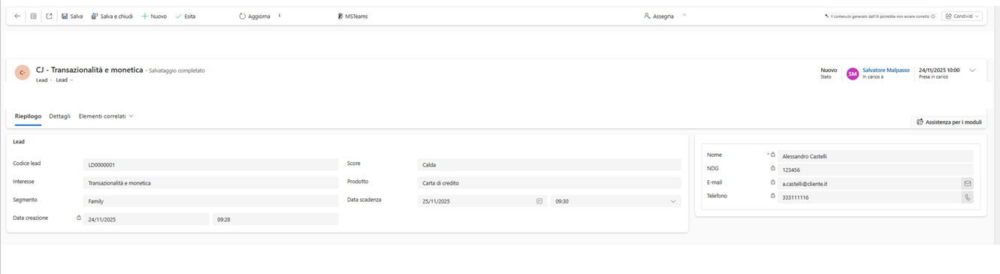 Salva Salva e chiudi Nuovo Esita Aggiorna MSTeams Assegna Il contenuto generato dall'IA potrebbe non essere corretto Condividi
C- CJ - Transazionalità e monetica - Salvataggio completato
Lead · Lead
Nuovo
Stato
SM Salvatore Malpasso
In carico a
24/11/2025 10:00
Presa in carico
Riepilogo Dettagli Elementi correlati
Assistenza per i moduli
Lead
Codice lead LD0000001 Score Calda
Interesse Transazionalità e monetica Prodotto Carta di credito
Segmento Family Data scadenza 25/11/2025 09:30
Data creazione 24/11/2025 09:28
Nome * Alessandro Castelli
NDG 123456
E-mail a.castelli@cliente.it
Telefono 333111116